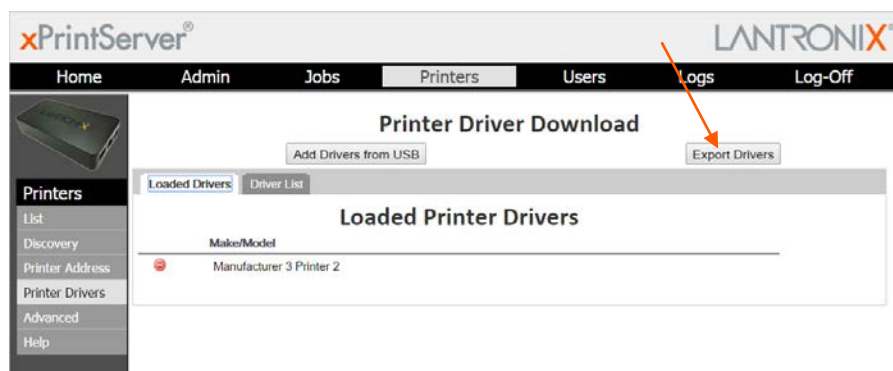 xPrintServer®
LANTRONIX®
Home Admin Jobs Printers Users Logs Log-Off
Printer Driver Download
Add Drivers from USB Export Drivers
Loaded Drivers Driver List
Printers
List
Discovery
Printer Address
Printer Drivers
Advanced
Help
Loaded Printer Drivers
Make/Model
Manufacturer 3 Printer 2